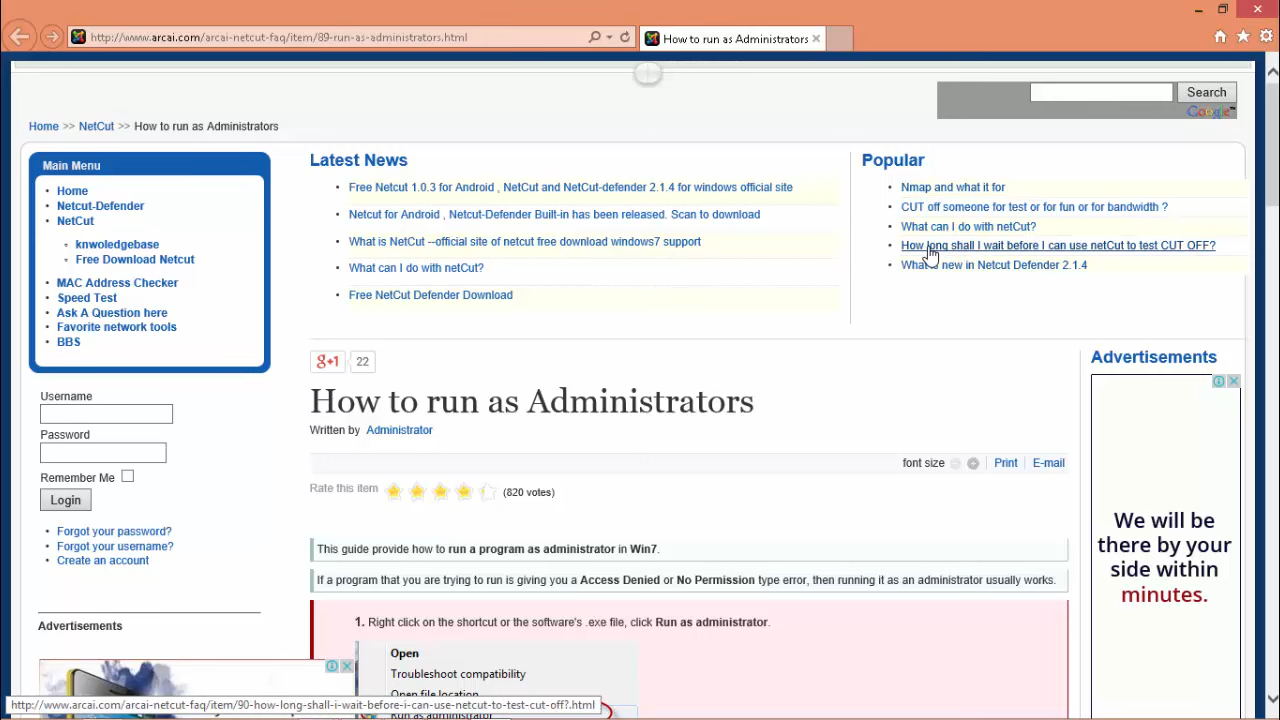 http://www.arcai.com/arcai-netcut-faq/item/89-run-as-administrators.html
How to run as Administrators
Search
Google™
Home >> NetCut >> How to run as Administrators
Main Menu
Home
Netcut-Defender
NetCut
knwoledgebase
Free Download Netcut
MAC Address Checker
Speed Test
Ask A Question here
Favorite network tools
BBS
Username
Password
Remember Me
Login
Forgot your password?
Forgot your username?
Create an account
Advertisements
Latest News
Free Netcut 1.0.3 for Android , NetCut and NetCut-defender 2.1.4 for windows official site
Netcut for Android , Netcut-Defender Built-in has been released. Scan to download
What is NetCut --official site of netcut free download windows7 support
What can I do with netCut?
Free NetCut Defender Download
Popular
Nmap and what it for
CUT off someone for test or for fun or for bandwidth ?
What can I do with netCut?
How long shall I wait before I can use netCut to test CUT OFF?
What is new in Netcut Defender 2.1.4
g+1 22
How to run as Administrators
Written by Administrator
font size Print E-mail
Rate this item (820 votes)
This guide provide how to run a program as administrator in Win7.
If a program that you are trying to run is giving you a Access Denied or No Permission type error, then running it as an administrator usually works.
1. Right click on the shortcut or the software's .exe file, click Run as administrator.
Open
Troubleshoot compatibility
Open file location
Run as administrator
Advertisements
We will be
there by your
side within
minutes.
http://www.arcai.com/arcai-netcut-faq/item/90-how-long-shall-i-wait-before-i-can-use-netcut-to-test-cut-off?.html